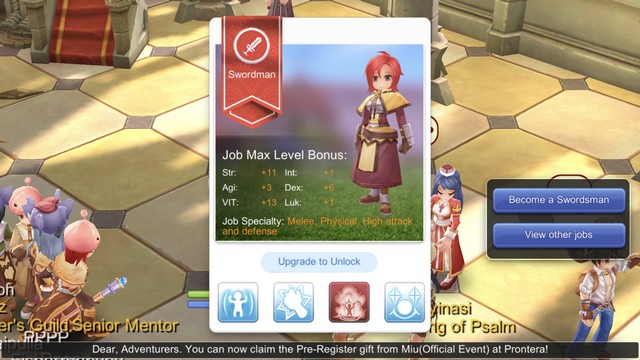 Swordman
Job Max Level Bonus:
Str: +11 Int: +1
Agi: +3 Dex: +6
VIT: +13 Luk: +1
Job Specialty: Melee, Physical, High attack
and defense
Upgrade to Unlock
Become a Swordsman
View other jobs
er's Guild Senior Mentor
Dear, Adventurers. You can now claim the Pre-Register gift from Miu(Official Event) at Prontera!